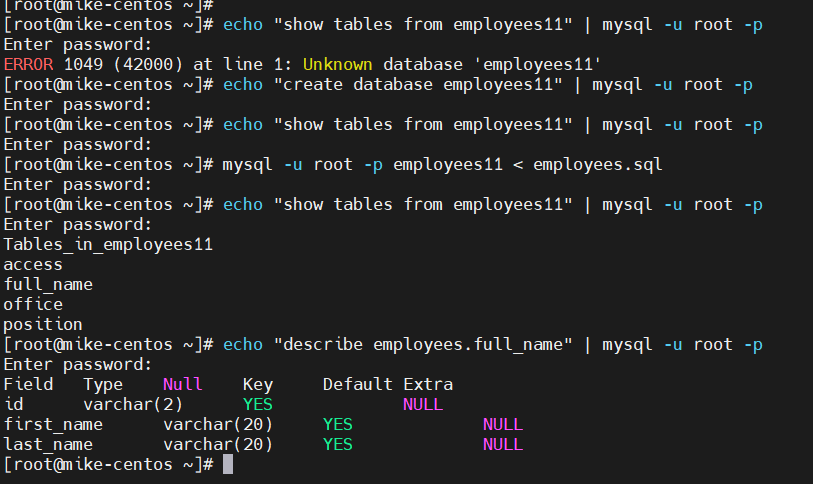 [root@mike-centos ~]#
[root@mike-centos ~]# echo "show tables from employees11" | mysql -u root -p
Enter password:
ERROR 1049 (42000) at line 1: Unknown database 'employees11'
[root@mike-centos ~]# echo "create database employees11" | mysql -u root -p
Enter password:
[root@mike-centos ~]# echo "show tables from employees11" | mysql -u root -p
Enter password:
[root@mike-centos ~]# mysql -u root -p employees11 < employees.sql
Enter password:
[root@mike-centos ~]# echo "show tables from employees11" | mysql -u root -p
Enter password:
Tables_in_employees11
access
full_name
office
position
[root@mike-centos ~]# echo "describe employees.full_name" | mysql -u root -p
Enter password:
Field   Type    Null    Key     Default Extra
id      varchar(2)      YES             NULL
first_name      varchar(20)     YES             NULL
last_name       varchar(20)     YES             NULL
[root@mike-centos ~]#